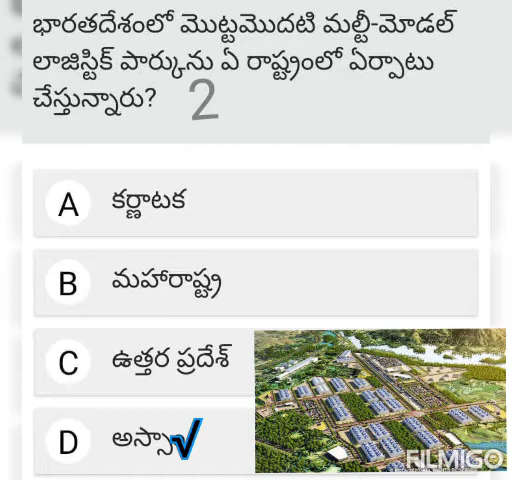 భారతదేశంలో మొట్టమొదటి మల్టీ-మోడల్
లాజిస్టిక్ పార్కును ఏ రాష్ట్రంలో ఏర్పాటు
చేస్తున్నారు? 2
A కర్ణాటక
B మహారాష్ట్ర
C ఉత్తర ప్రదేశ్
D అస్సాం
FILMIGO